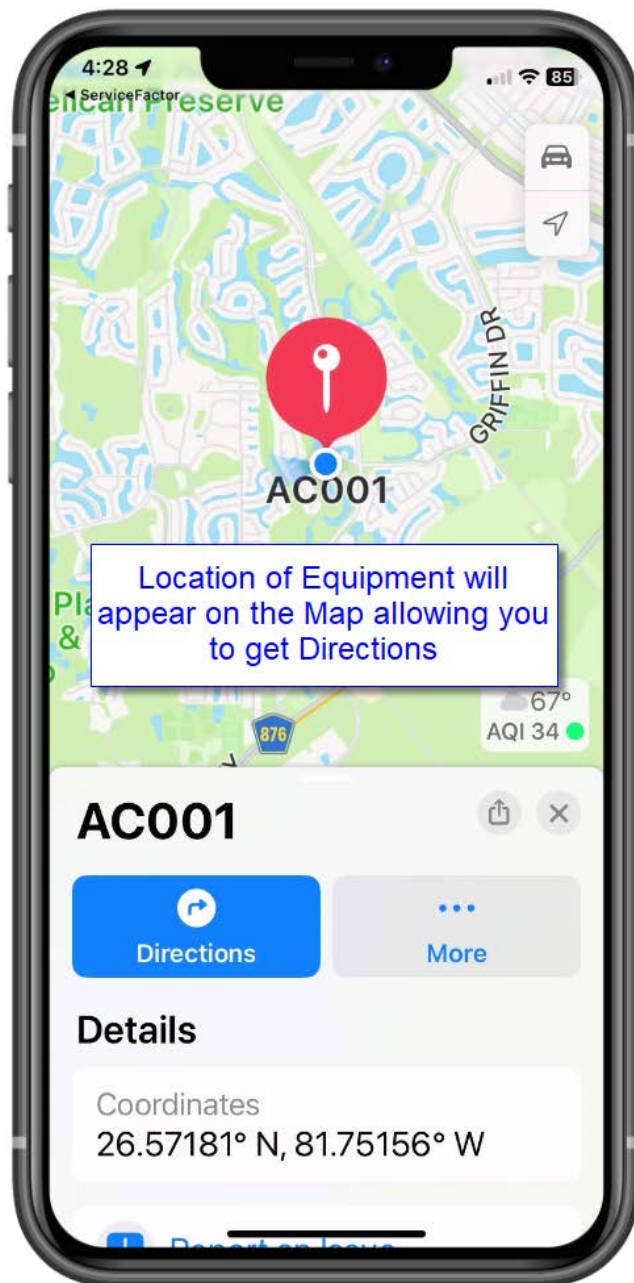 4:28
85
◀ ServiceFactor
Preserve
GRIFFIN DR
AC001
Location of Equipment will
appear on the Map allowing you
to get Directions
&
876
67°
AQI 34
AC001
Directions
More
Details
Coordinates
26.57181° N, 81.75156° W